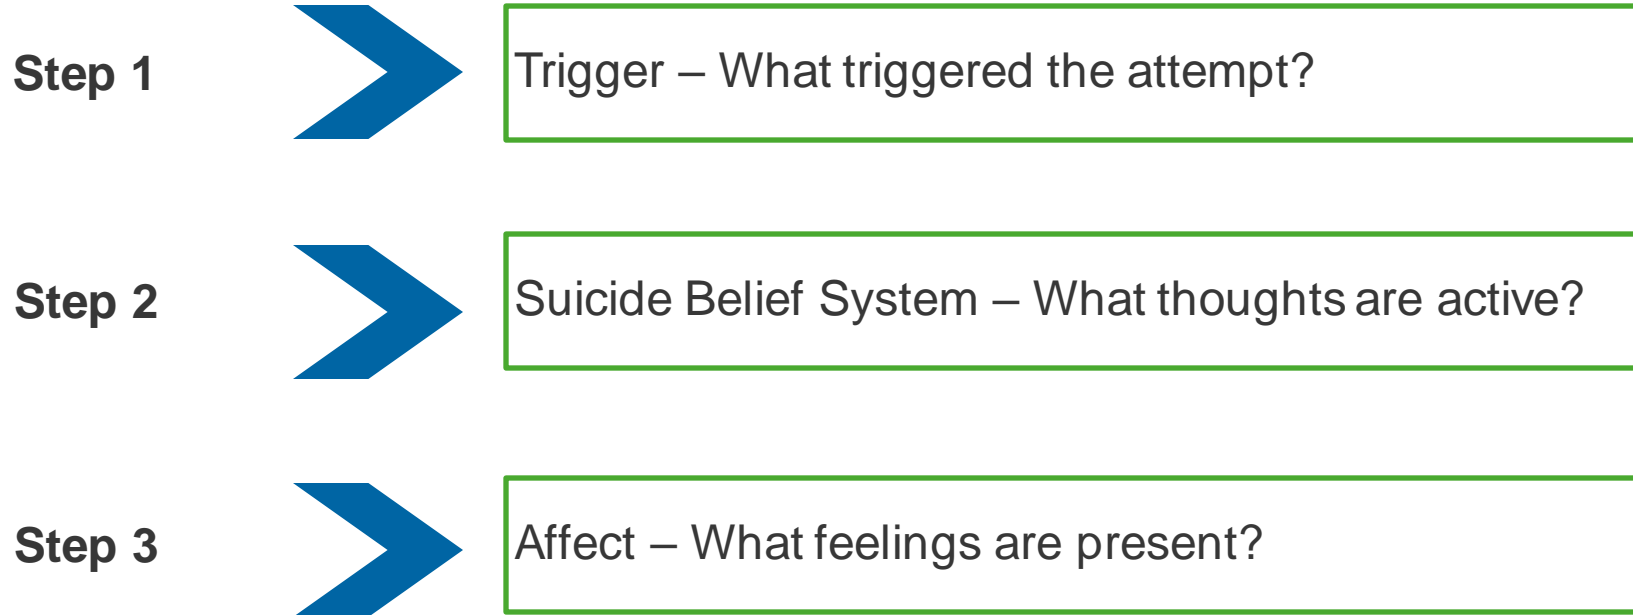 Step 1
Trigger – What triggered the attempt?
Step 2
Suicide Belief System – What thoughts are active?
Step 3
Affect – What feelings are present?